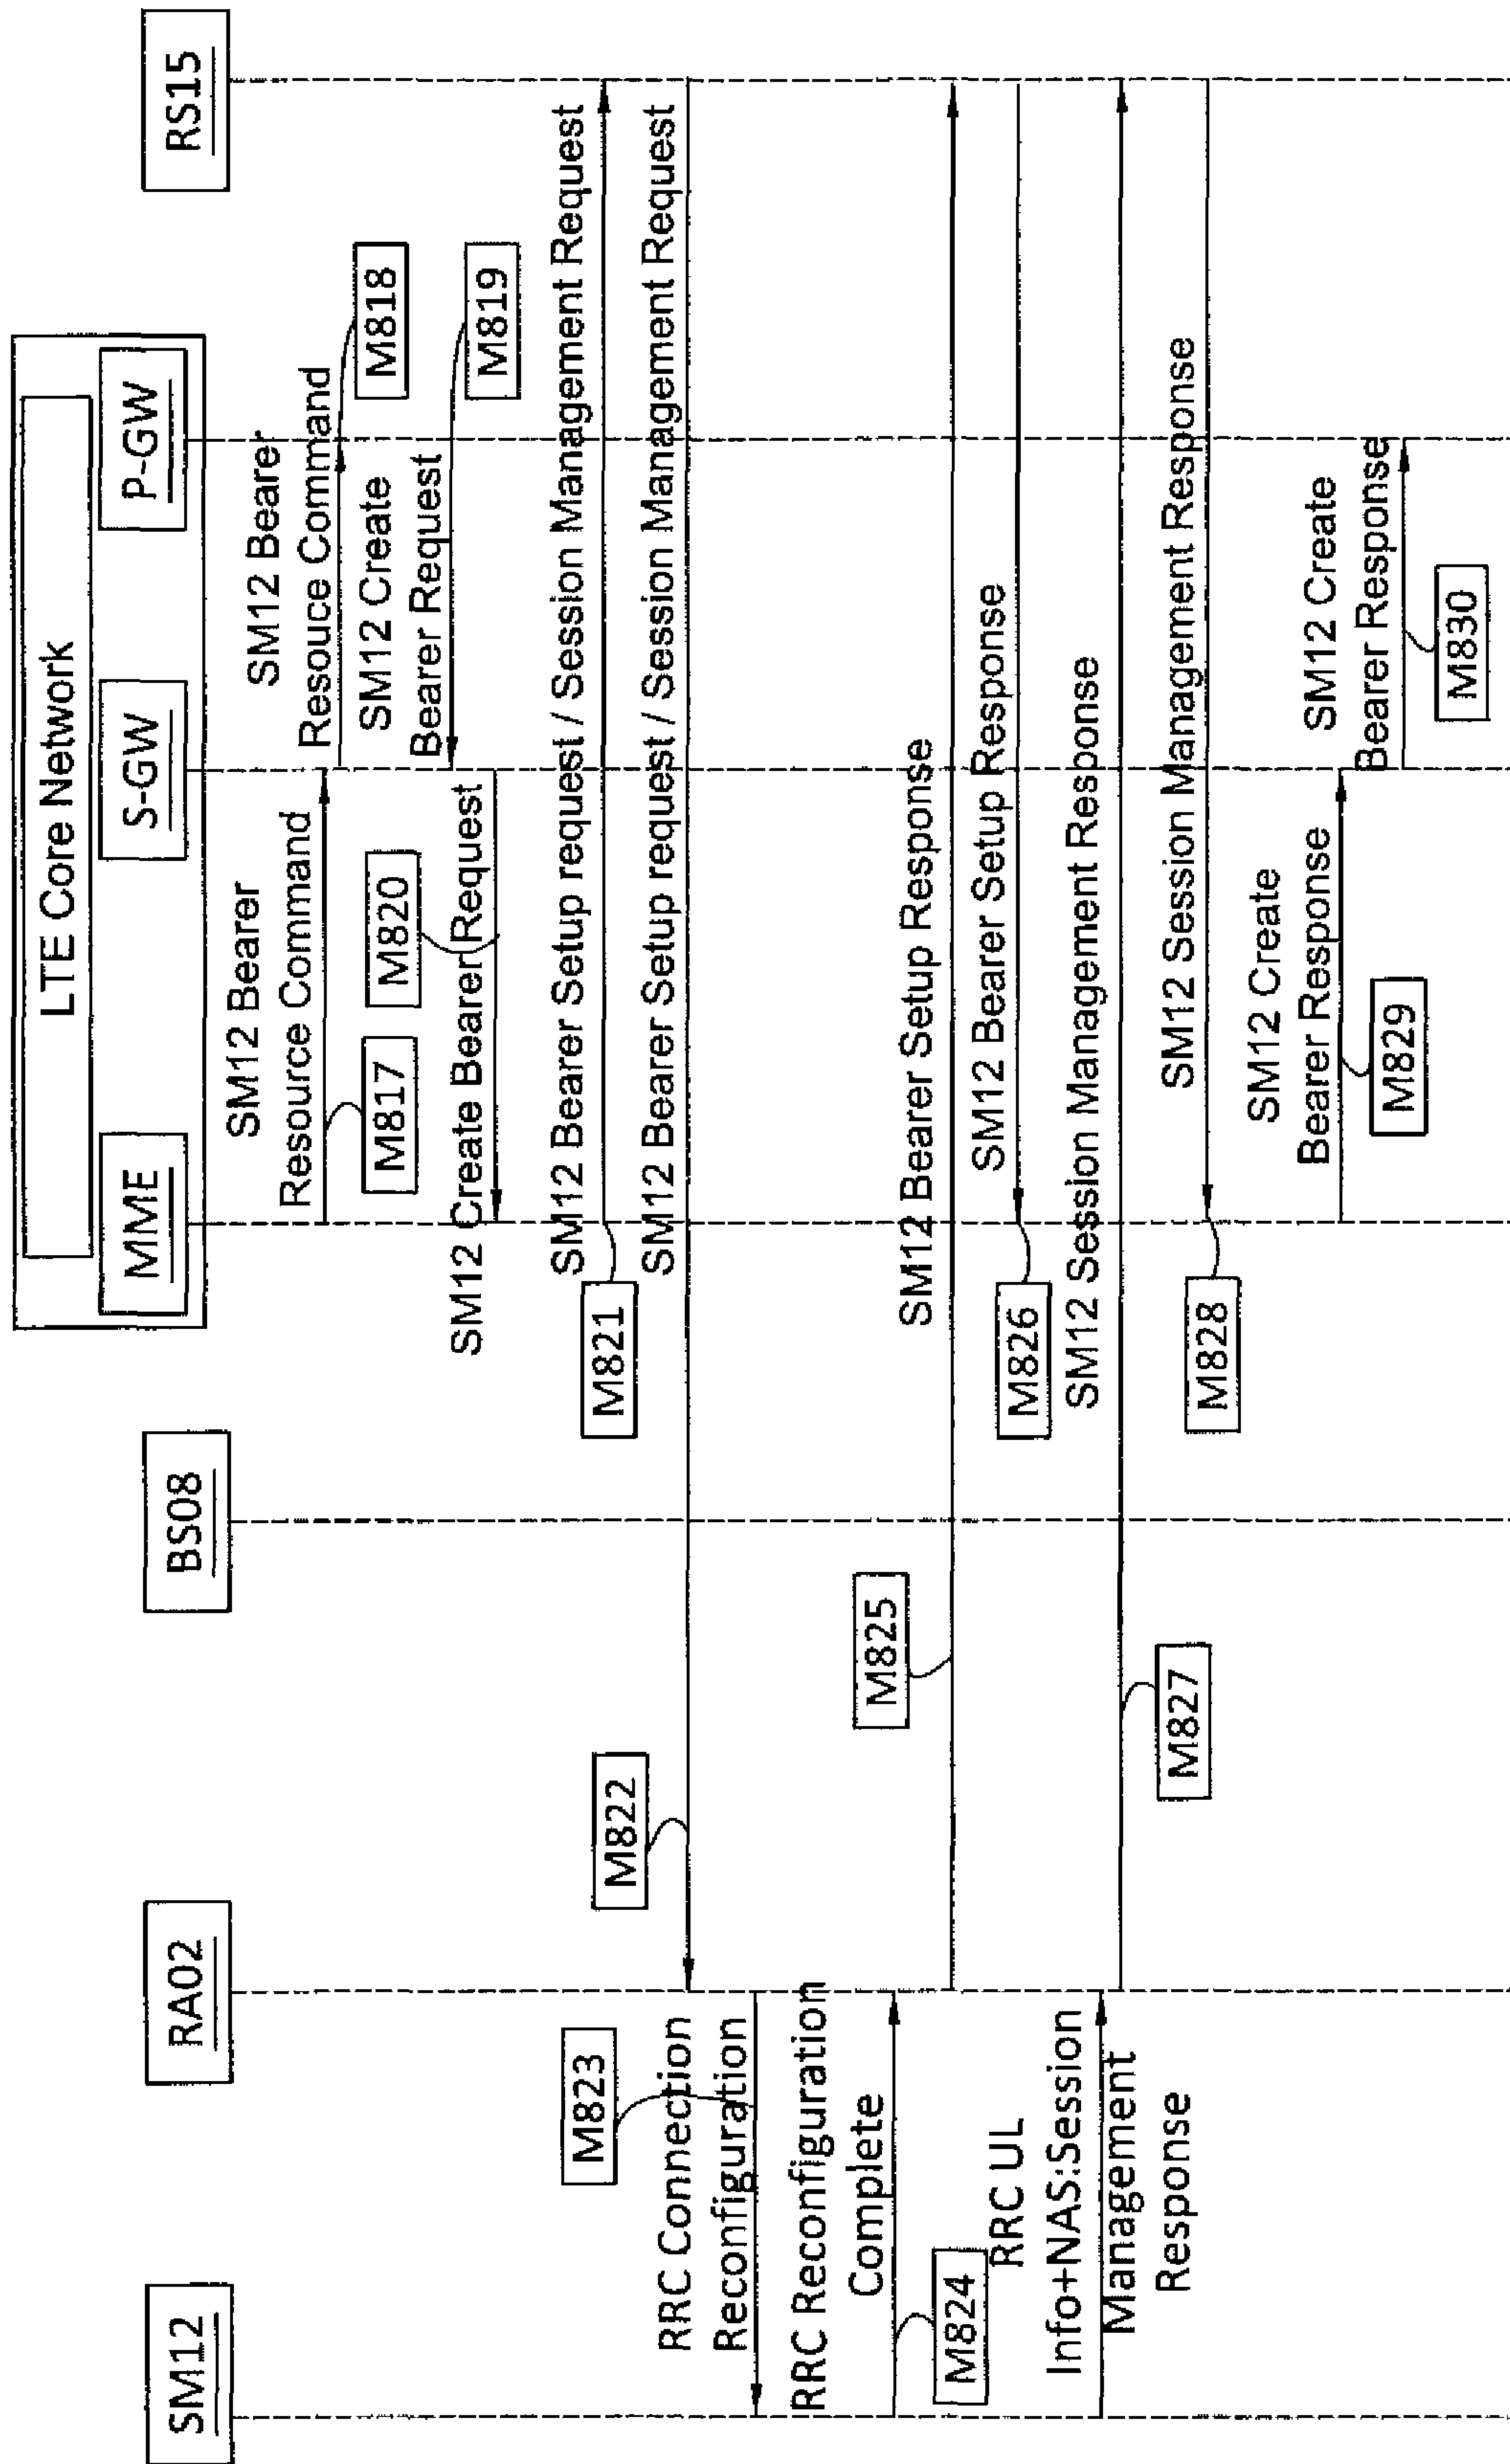 LTE Core Network
SM12
RA02
BS08
MME
S-GW
P-GW
RS15
SM12 Bearer
Resource Command
M817
SM12 Bearer
Resouce Command
M818
SM12 Create
Bearer Request
M819
M820
SM12 Create Bearer Request
SM12 Bearer Setup request / Session Management Request
M821
SM12 Bearer Setup request / Session Management Request
M822
M823
RRC Connection
Reconfiguration
RRC Reconfiguration
Complete
M824
M825
SM12 Bearer Setup Response
SM12 Bearer Setup Response
M826
RRC UL
Info+NAS:Session
Management
Response
SM12 Session Management Response
M827
SM12 Session Management Response
M828
SM12 Create
Bearer Response
M829
SM12 Create
Bearer Response
M830